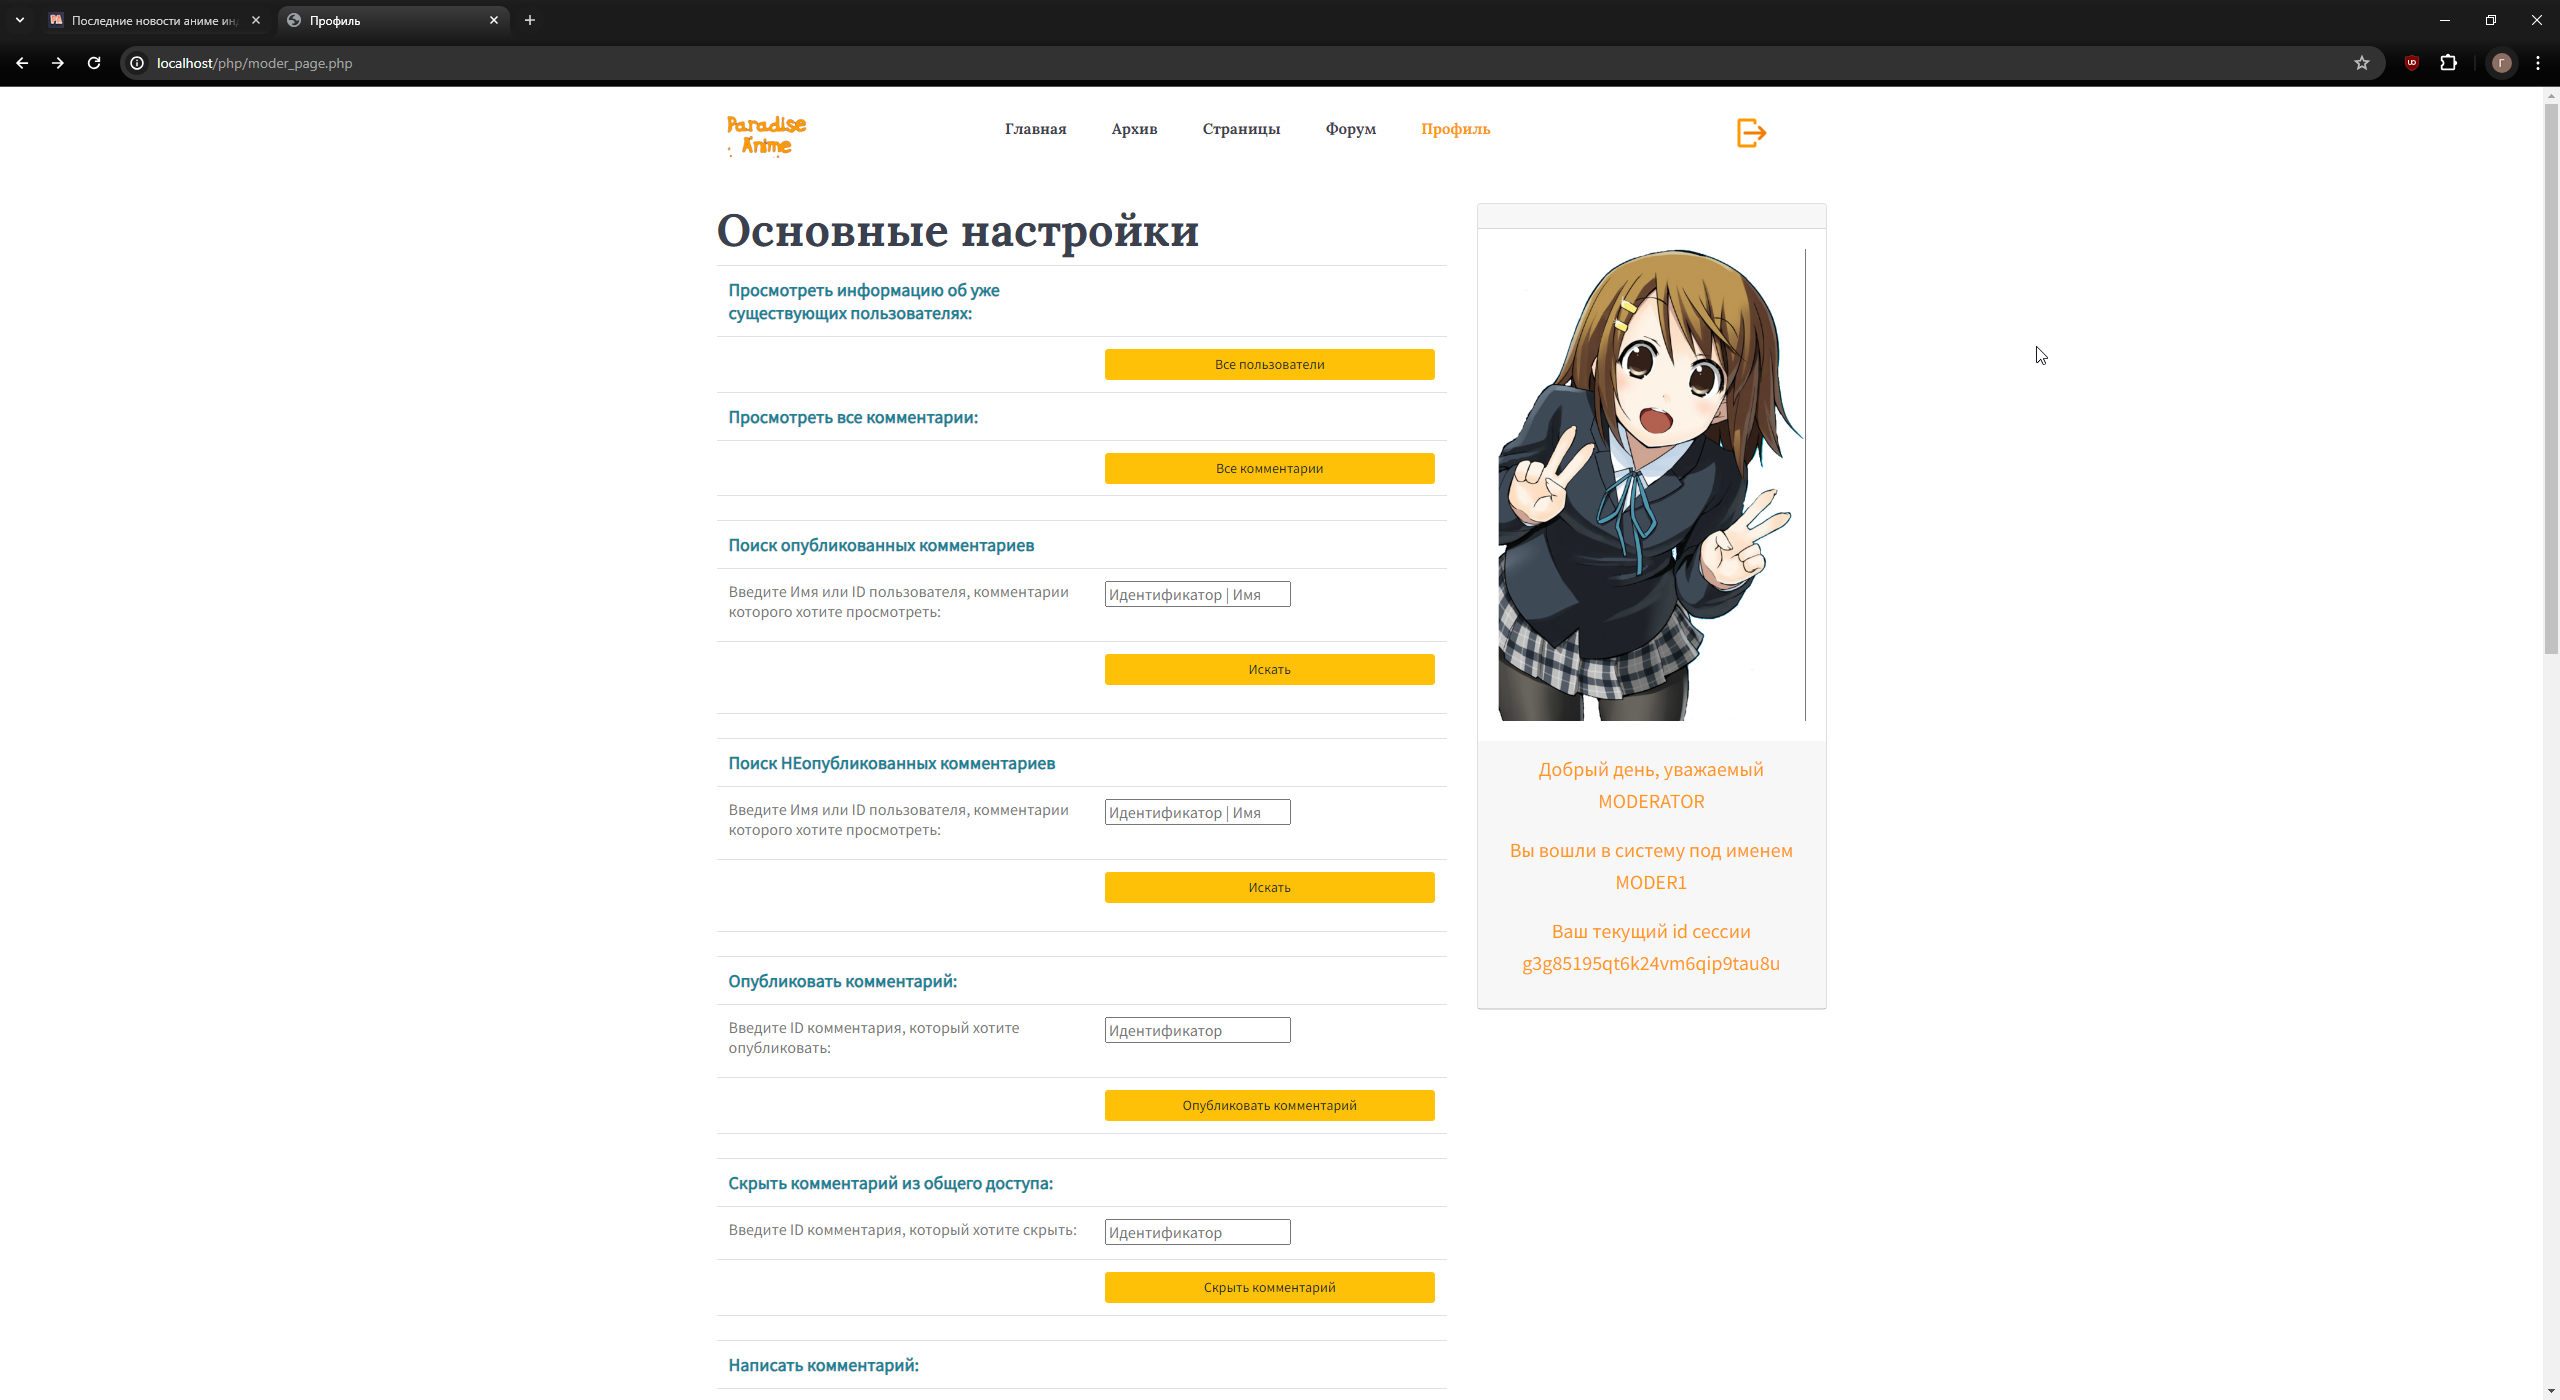 Последние новости аниме ин
Профиль
localhost/php/moder_page.php
Г
Paradise
Anime
Главная
Архив
Страницы
Форум
Профиль
Основные настройки
Просмотреть информацию об уже
существующих пользователях:
Все пользователи
Просмотреть все комментарии:
Все комментарии
Поиск опубликованных комментариев
Введите Имя или ID пользователя, комментарии
которого хотите просмотреть:
Идентификатор | Имя
Искать
Поиск НЕопубликованных комментариев
Введите Имя или ID пользователя, комментарии
которого хотите просмотреть:
Идентификатор | Имя
Искать
Опубликовать комментарий:
Введите ID комментария, который хотите
опубликовать:
Идентификатор
Опубликовать комментарий
Скрыть комментарий из общего доступа:
Введите ID комментария, который хотите скрыть:
Идентификатор
Скрыть комментарий
Написать комментарий:
Добрый день, уважаемый
MODERATOR
Вы вошли в систему под именем
MODER1
Ваш текущий id сессии
g3g85195qt6k24vm6qip9tau8u